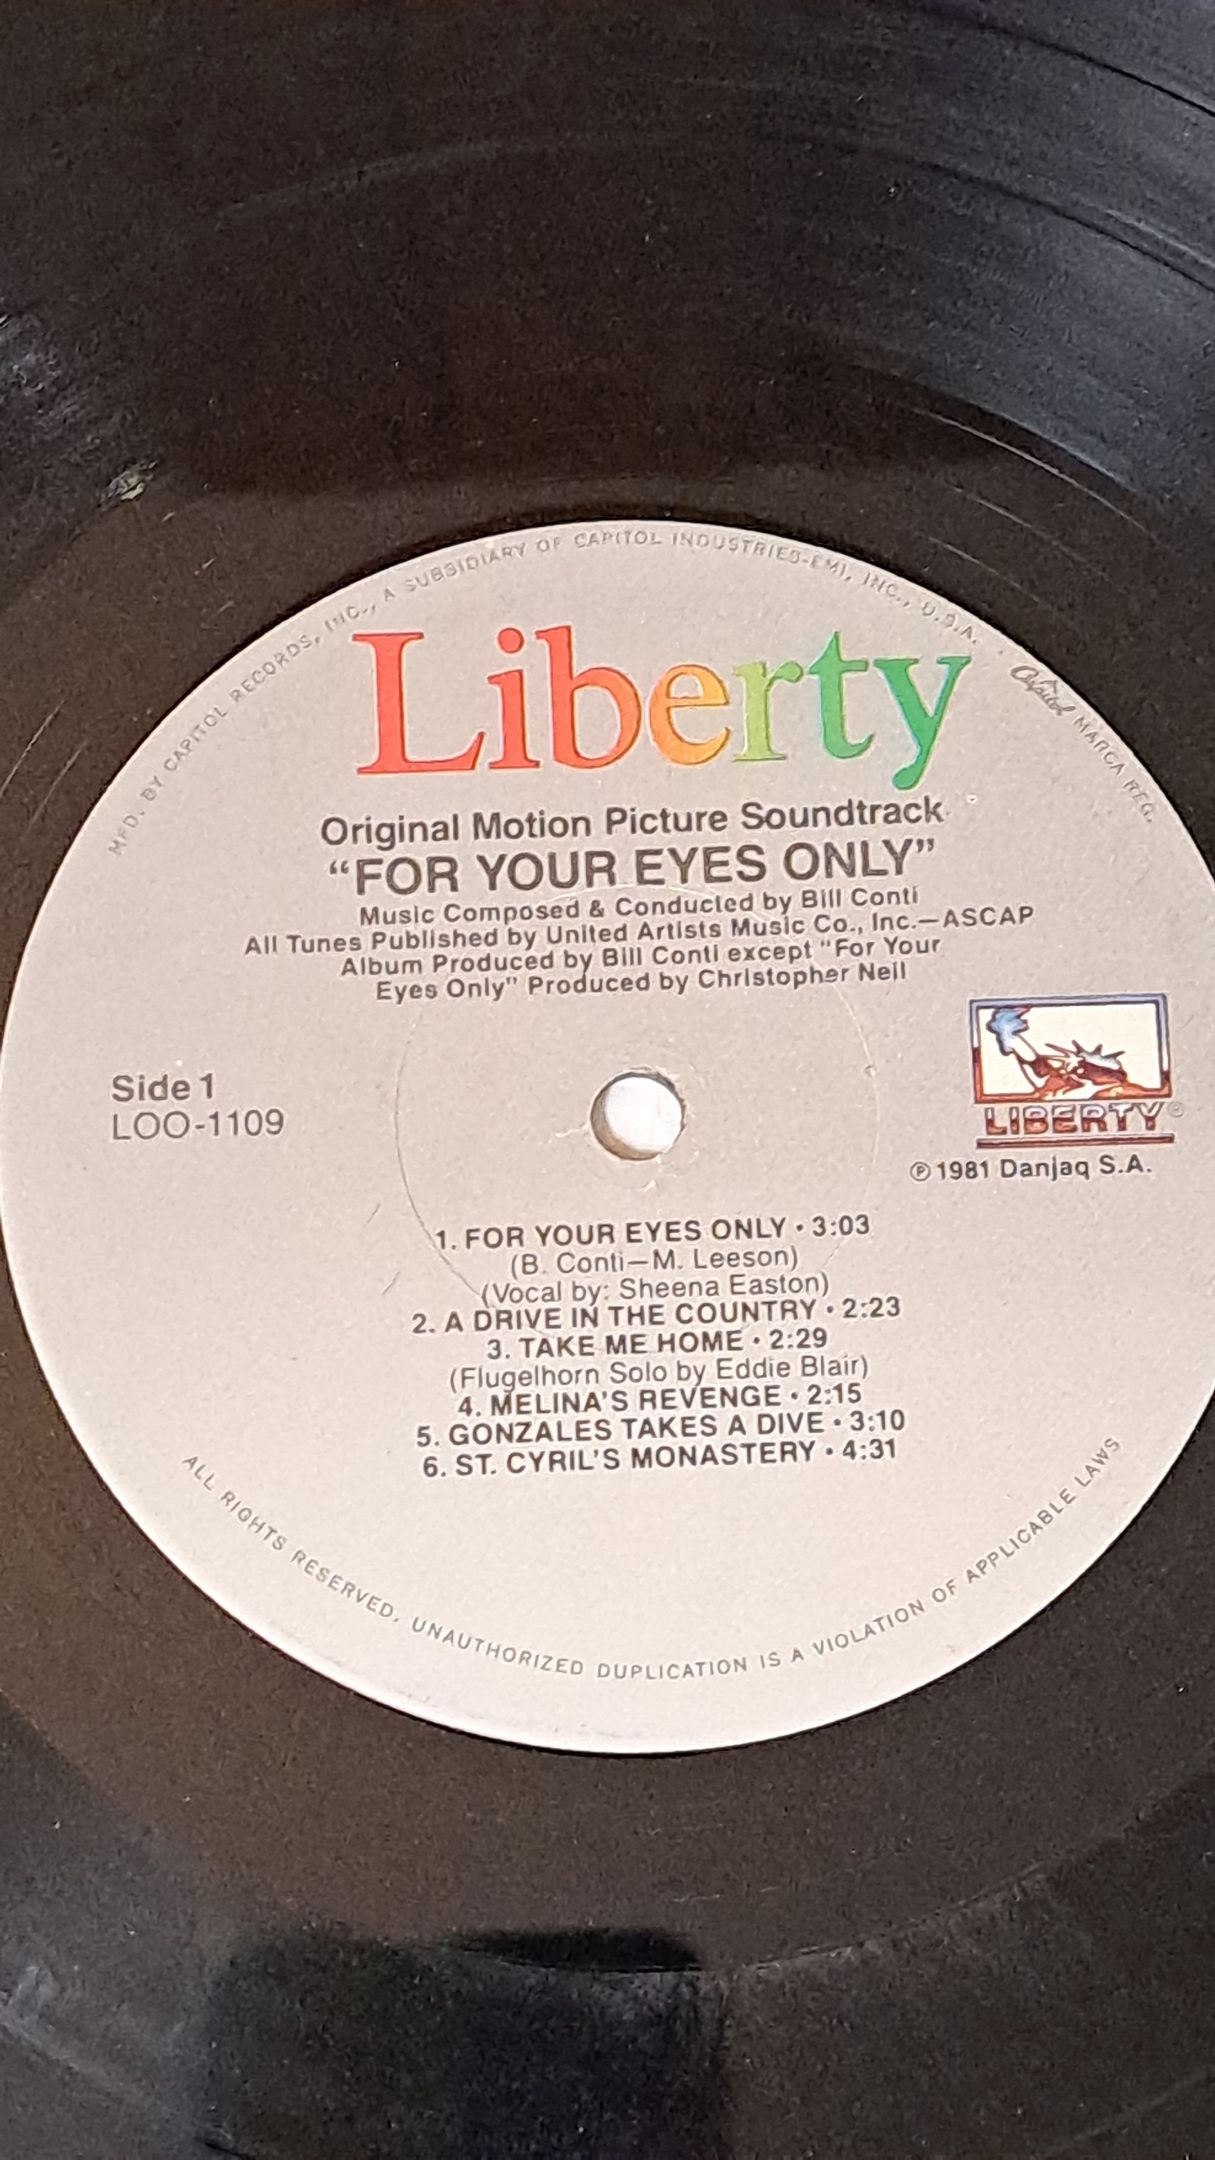 MFD. BY CAPITOL RECORDS, INC., A SUBSIDIARY OF CAPITOL INDUSTRIES-EMI, INC., U.S.A. . Capitol MARCA REG.
Liberty
Original Motion Picture Soundtrack
“FOR YOUR EYES ONLY”
Music Composed & Conducted by Bill Conti
All Tunes Published by United Artists Music Co., Inc.—ASCAP
Album Produced by Bill Conti except “For Your
Eyes Only” Produced by Christopher Neil
Side 1
LOO-1109
LIBERTY®
℗ 1981 Danjaq S.A.
1. FOR YOUR EYES ONLY • 3:03
(B. Conti—M. Leeson)
(Vocal by: Sheena Easton)
2. A DRIVE IN THE COUNTRY • 2:23
3. TAKE ME HOME • 2:29
(Flugelhorn Solo by Eddie Blair)
4. MELINA'S REVENGE • 2:15
5. GONZALES TAKES A DIVE • 3:10
6. ST. CYRIL'S MONASTERY • 4:31
ALL RIGHTS RESERVED. UNAUTHORIZED DUPLICATION IS A VIOLATION OF APPLICABLE LAWS